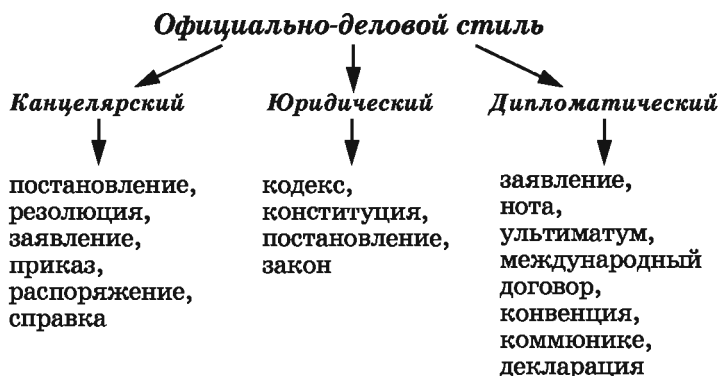 Официально-деловой стиль
Канцелярский
Юридический
Дипломатический
постановление,
резолюция,
заявление,
приказ,
распоряжение,
справка
кодекс,
конституция,
постановление,
закон
заявление,
нота,
ультиматум,
международный
договор,
конвенция,
коммюнике,
декларация